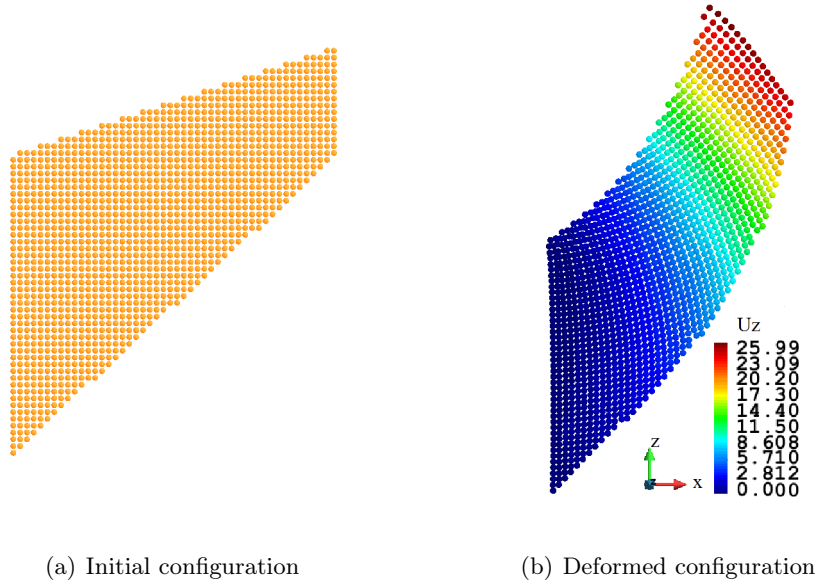 Uz
25.99
23.09
20.20
17.30
14.40
11.50
8.608
5.710
2.812
0.000
z
x
(a) Initial configuration
(b) Deformed configuration